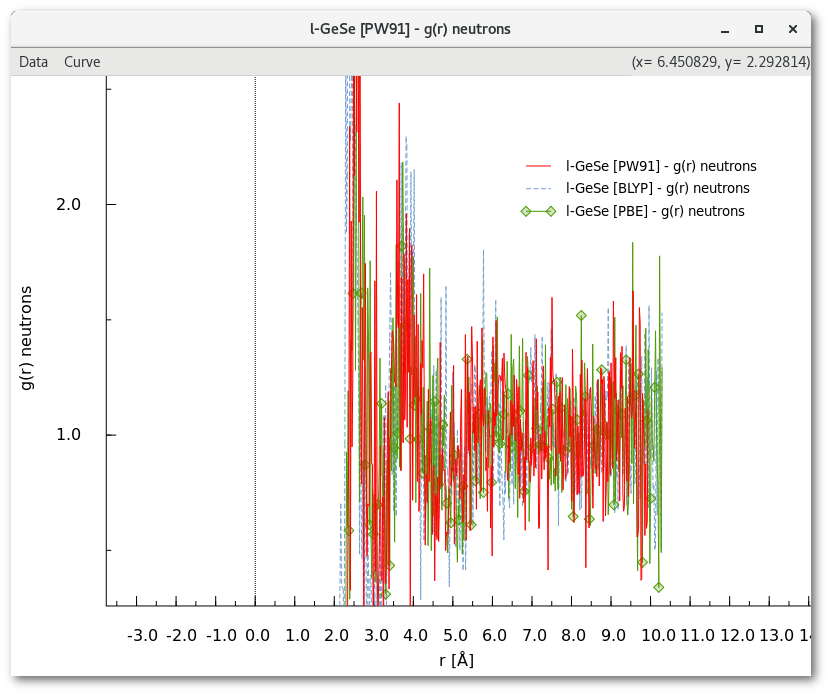 l-GeSe [PW91] - g(r) neutrons
Data Curve (x= 6.450829, y= 2.292814)
l-GeSe [PW91] - g(r) neutrons
l-GeSe [BLYP] - g(r) neutrons
l-GeSe [PBE] - g(r) neutrons
2.0
1.0
g(r) neutrons
-3.0 -2.0 -1.0 0.0 1.0 2.0 3.0 4.0 5.0 6.0 7.0 8.0 9.0 10.0 11.0 12.0 13.0
r [Å]